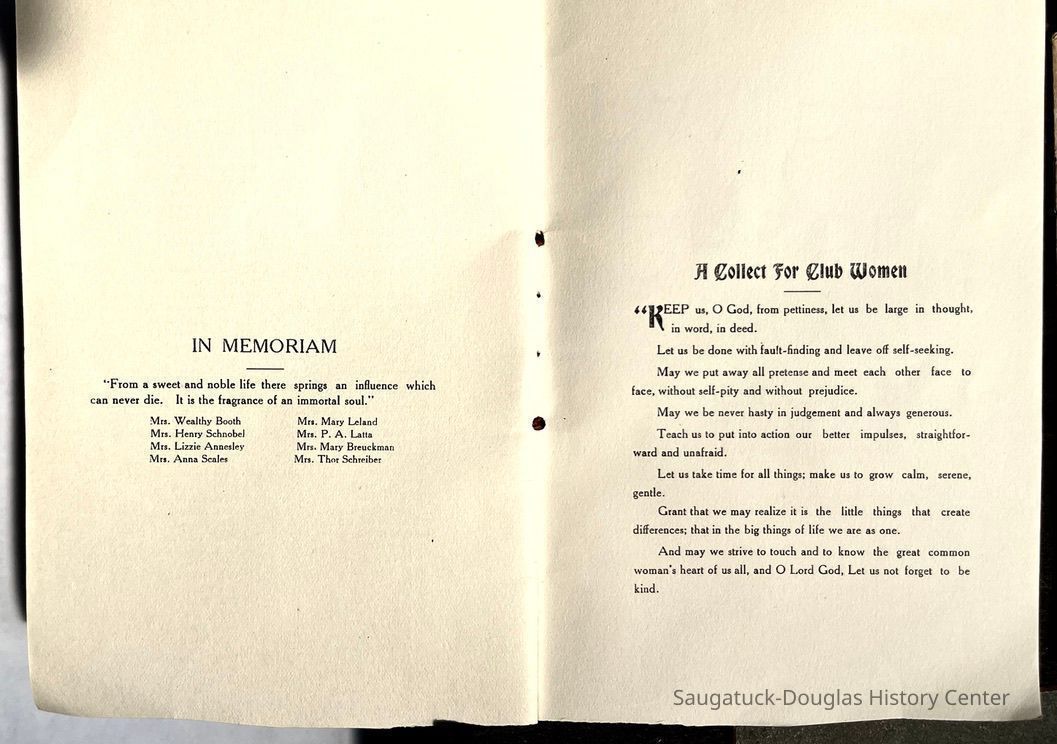 IN MEMORIAM
"From a sweet and noble life there springs an influence which
can never die. It is the fragrance of an immortal soul."
Mrs. Wealthy Booth
Mrs. Henry Schnobel
Mrs. Lizzie Annesley
Mrs. Anna Scales
Mrs. Mary Leland
Mrs. P. A. Latta
Mrs. Mary Breuckman
Mrs. Thor Schreiber
A Collect For Club Women
"KEEP us, O God, from pettiness, let us be large in thought,
in word, in deed.
Let us be done with fault-finding and leave off self-seeking.
May we put away all pretense and meet each other face to
face, without self-pity and without prejudice.
May we be never hasty in judgement and always generous.
Teach us to put into action our better impulses, straightfor-
ward and unafraid.
Let us take time for all things; make us to grow calm, serene,
gentle.
Grant that we may realize it is the little things that create
differences; that in the big things of life we are as one.
And may we strive to touch and to know the great common
woman's heart of us all, and O Lord God, Let us not forget to be
kind.
Saugatuck-Douglas History Center